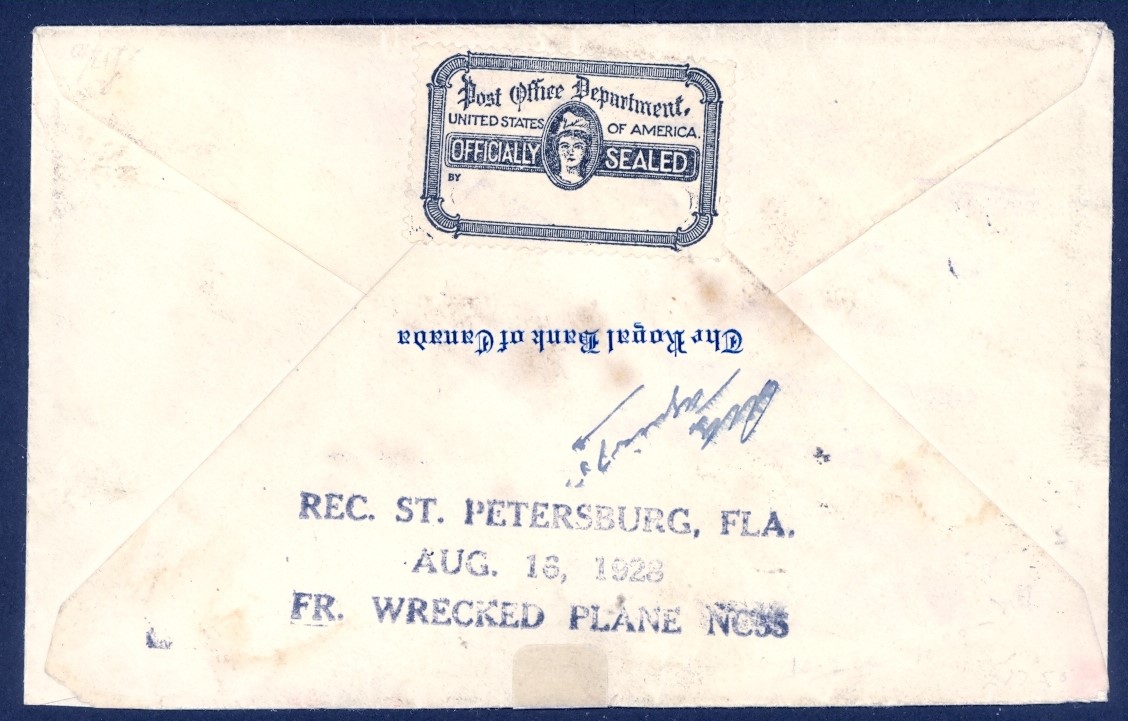 Post Office Department.
UNITED STATES OF AMERICA.
OFFICIALLY SEALED
BY
The Royal Bank of Canada
REC. ST. PETERSBURG, FLA.
AUG. 16, 1928
FR. WRECKED PLANE